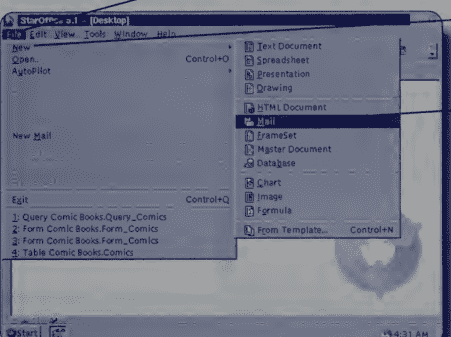 StarOffice 5.1 - [Desktop]
File Edit View Tools Window Help
New
Open.. Control+O
AutoPilot
New Mail
Exit Control+Q
1: Query Comic Books.Query_Comics
2: Form Comic Books.Form_Comics
3: Form Comic Books.Form_Comics
4: Table Comic Books.Comics
Text Document
Spreadsheet
Presentation
Drawing
HTML Document
Mail
FrameSet
Master Document
Database
Chart
Image
Formula
From Template... Control+N
Start 4:31 AM